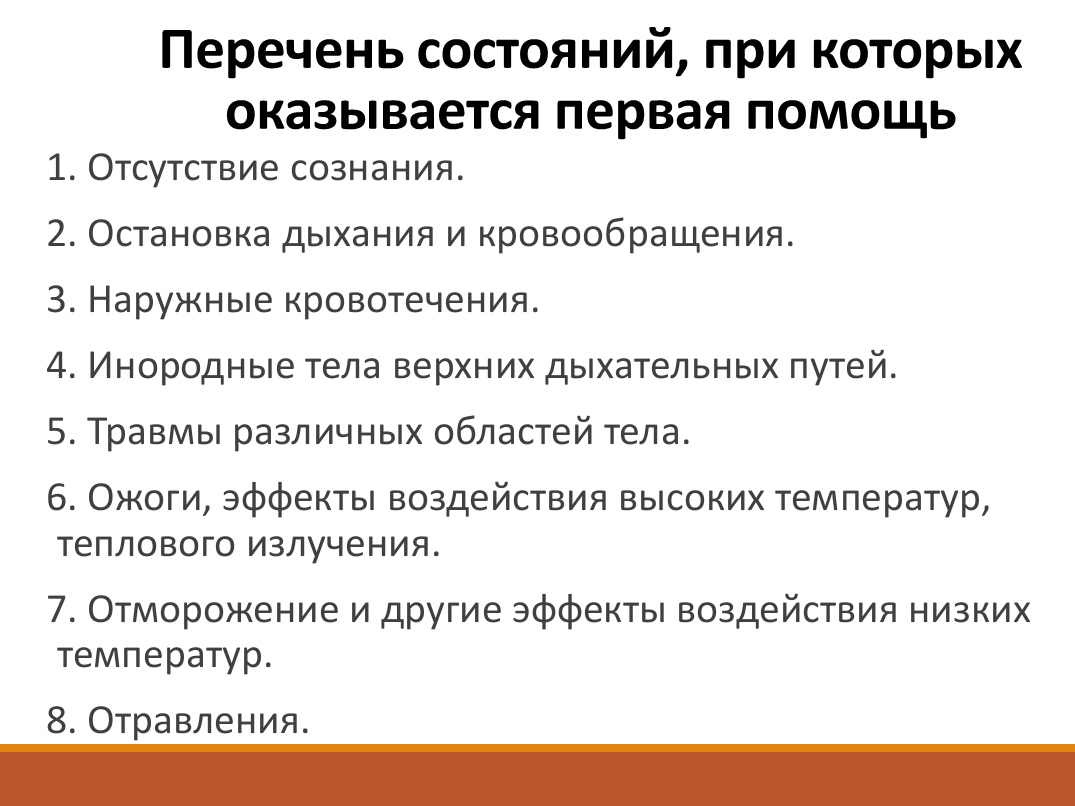 Перечень состояний, при которых
оказывается первая помощь
1. Отсутствие сознания.
2. Остановка дыхания и кровообращения.
3. Наружные кровотечения.
4. Инородные тела верхних дыхательных путей.
5. Травмы различных областей тела.
6. Ожоги, эффекты воздействия высоких температур,
теплового излучения.
7. Отморожение и другие эффекты воздействия низких
температур.
8. Отравления.